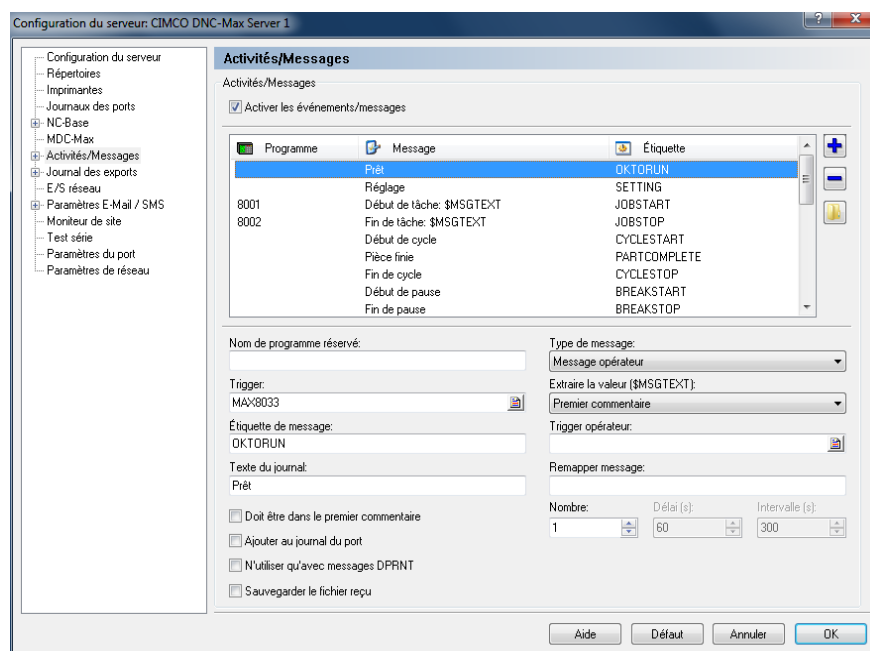 Configuration du serveur: CIMCO DNC-Max Server 1
Configuration du serveur
Répertoires
Imprimantes
Journaux des ports
NC-Base
MDC-Max
Activités/Messages
Journal des exports
E/S réseau
Paramètres E-Mail / SMS
Moniteur de site
Test série
Paramètres du port
Paramètres de réseau
Activités/Messages
Activités/Messages
Activer les événements/messages
Programme Message Étiquette
Prêt OKTORUN
Réglage SETTING
8001 Début de tâche: $MSGTEXT JOBSTART
8002 Fin de tâche: $MSGTEXT JOBSTOP
Début de cycle CYCLESTART
Pièce finie PARTCOMPLETE
Fin de cycle CYCLESTOP
Début de pause BREAKSTART
Fin de pause BREAKSTOP
Nom de programme réservé:
Type de message:
Message opérateur
Trigger:
MAX8033
Extraire la valeur ($MSGTEXT):
Premier commentaire
Étiquette de message:
OKTORUN
Trigger opérateur:
Texte du journal:
Prêt
Remapper message:
Nombre: Délai (s): Intervalle (s):
1 60 300
Doit être dans le premier commentaire
Ajouter au journal du port
N'utiliser qu'avec messages DPRNT
Sauvegarder le fichier reçu
Aide Défaut Annuler OK